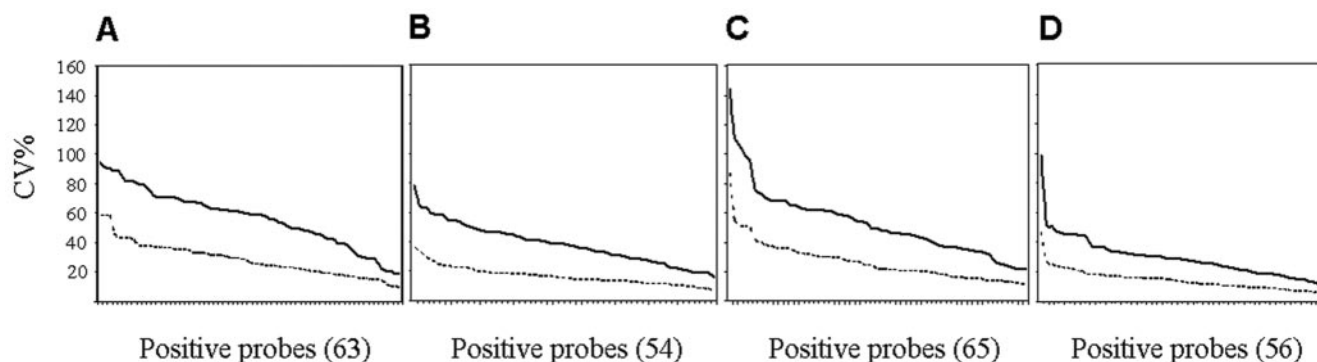 A B C D
160
140
120
100
80
60
40
20
CV%
Positive probes (63) Positive probes (54) Positive probes (65) Positive probes (56)